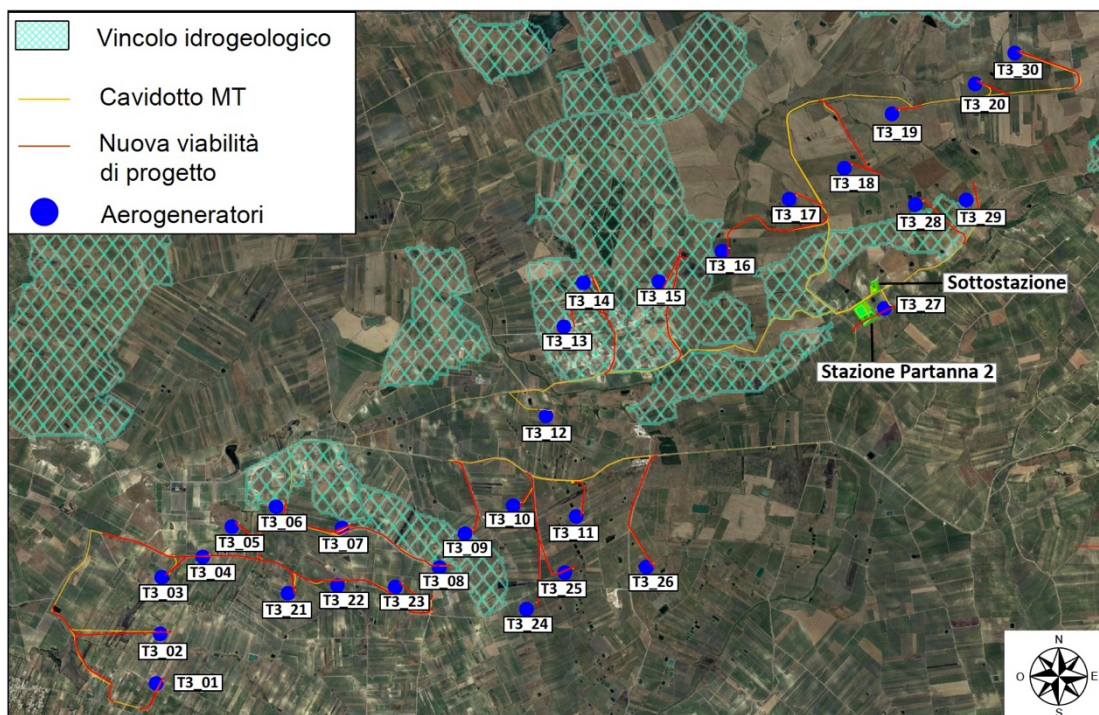 Vincolo idrogeologico
Cavidotto MT
Nuova viabilità
di progetto
Aerogeneratori
T3_30
T3_20
T3_19
T3_18
T3_17
T3_28
T3_29
T3_16
T3_14
T3_15
Sottostazione
T3_27
T3_13
Stazione Partanna 2
T3_12
T3_06
T3_10
T3_05
T3_07
T3_11
T3_09
T3_04
T3_03
T3_08
T3_25
T3_26
T3_21
T3_22
T3_23
T3_24
T3_02
T3_01
N
O
E
S